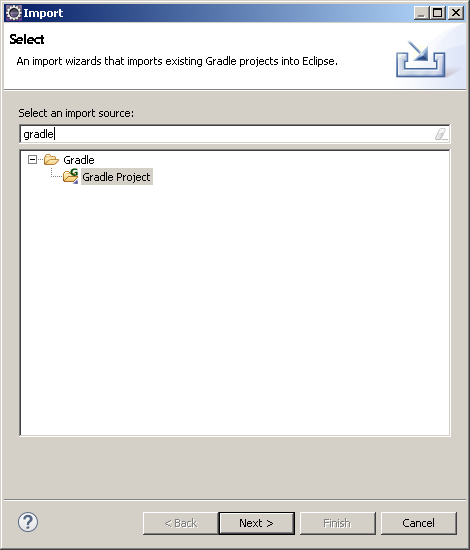 Import
Select
An import wizards that imports existing Gradle projects into Eclipse.
Select an import source:
gradle
Gradle
Gradle Project
< Back
Next >
Finish
Cancel